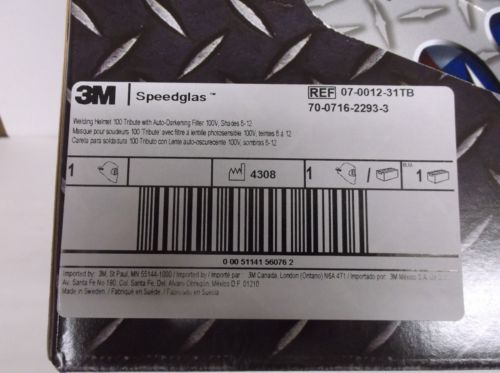 3M Speedglas™
REF 07-0012-31TB
70-0716-2293-3
Welding Helmet 100 Tribute with Auto-Darkening Filter 100V, Shades 8-12
Masque pour soudeurs 100 'Tribute' avec filtre à lentille photosensible 100V, teintes 8 à 12
Careta para soldadura 100 Tributo con Lente auto-oscurecente 100V, sombras 8-12
1 4308 1 / 1
0 00 51141 56076 2
Imported by: 3M, St Paul, MN 55144-1000 / Imported by / Importé par : 3M Canada, London (Ontario) N5A 4T1 / Importado por: 3M México S.A.
Av. Santa Fe No 190, Col. Santa Fe, Del. Álvaro Obregón, México D.F. 01210
Made in Sweden. / Fabriqué en Suède. / Fabricado en Suecia.